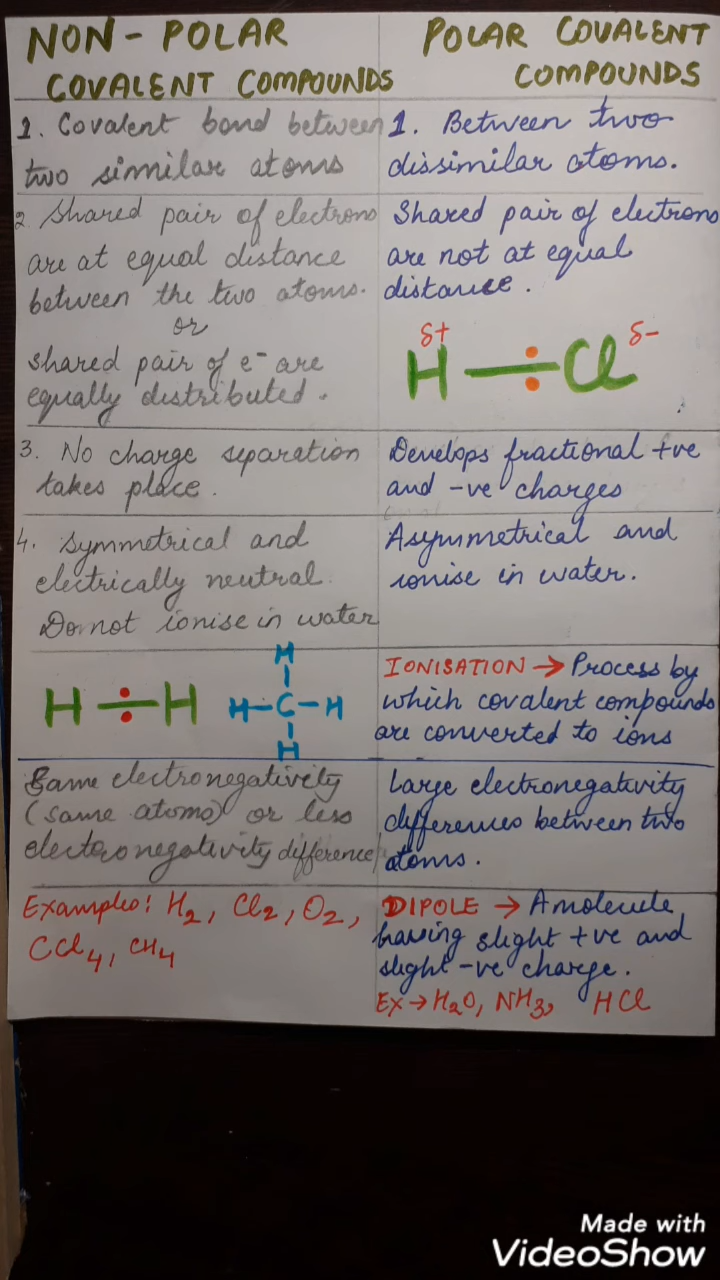 NON - POLAR
COVALENT COMPOUNDS
POLAR COVALENT
COMPOUNDS
1. Covalent bond between
two similar atoms
1. Between two
dissimilar atoms.
2. Shared pair of electrons
are at equal distance
between the two atoms.
or
shared pair of e- are
equally distributed.
Shared pair of electrons
are not at equal
distance.
δ+ δ-
H — : Cl
3. No charge separation
takes place.
Develops fractional +ve
and -ve charges
4. Symmetrical and
electrically neutral
Do not ionise in water
Asymmetrical and
ionise in water.
H
H — : H H - C - H
H
IONISATION → Process by
which covalent compounds
are converted to ions
Same electronegativity
(same atoms) or less
electronegativity difference
Large electronegativity
differences between two
atoms.
Examples: H2, Cl2, O2,
CCl4, CH4
DIPOLE → A molecule
having slight +ve and
slight -ve charge.
EX → H2O, NH3, HCl
Made with
VideoShow